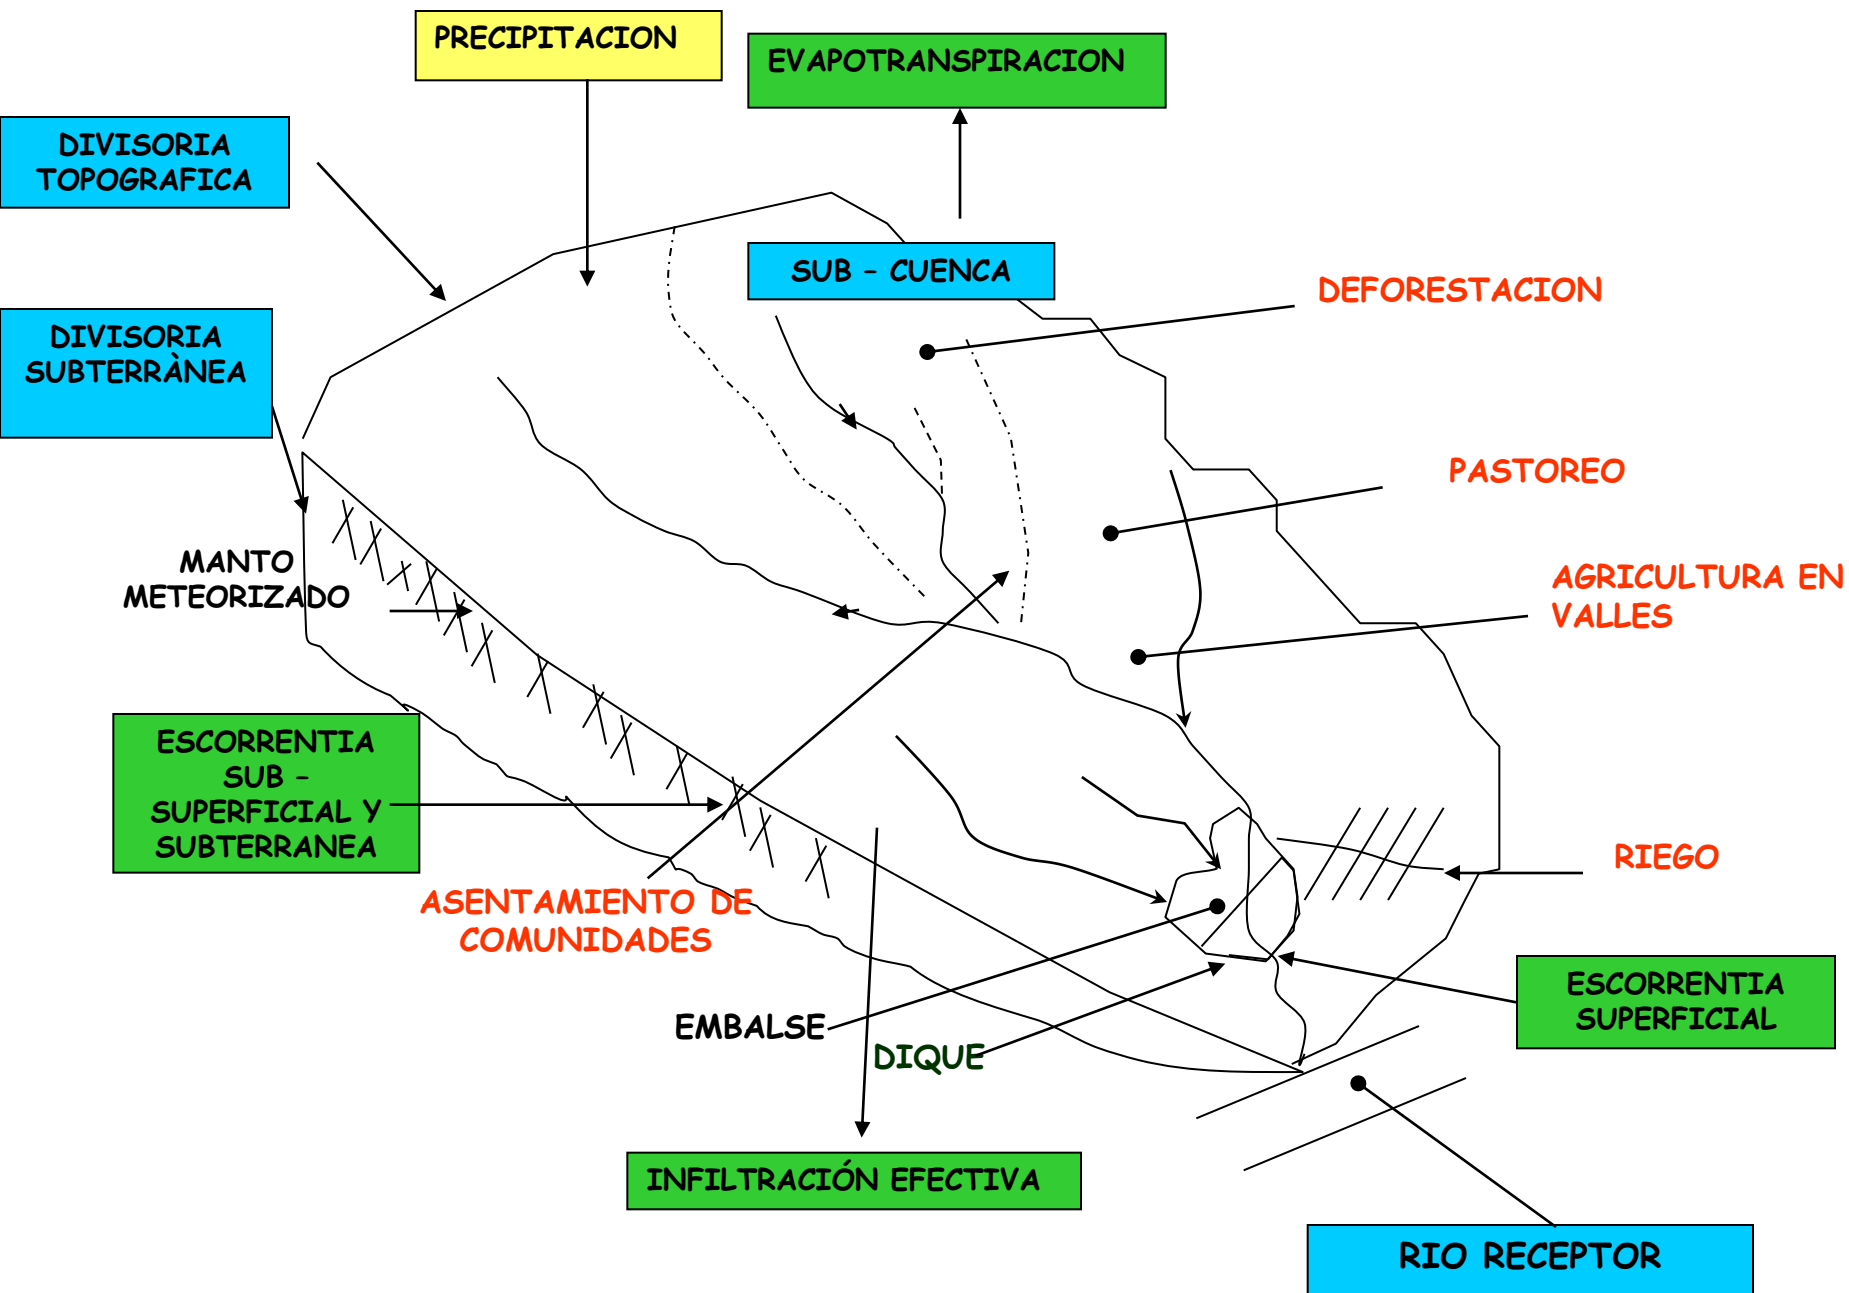 PRECIPITACION
EVAPOTRANSPIRACION
DIVISORIA
TOPOGRAFICA
SUB – CUENCA
DEFORESTACION
DIVISORIA
SUBTERRÀNEA
PASTOREO
MANTO
METEORIZADO
AGRICULTURA EN
VALLES
ESCORRENTIA
SUB –
SUPERFICIAL Y
SUBTERRANEA
RIEGO
ASENTAMIENTO DE
COMUNIDADES
ESCORRENTIA
SUPERFICIAL
EMBALSE
DIQUE
INFILTRACIÓN EFECTIVA
RIO RECEPTOR